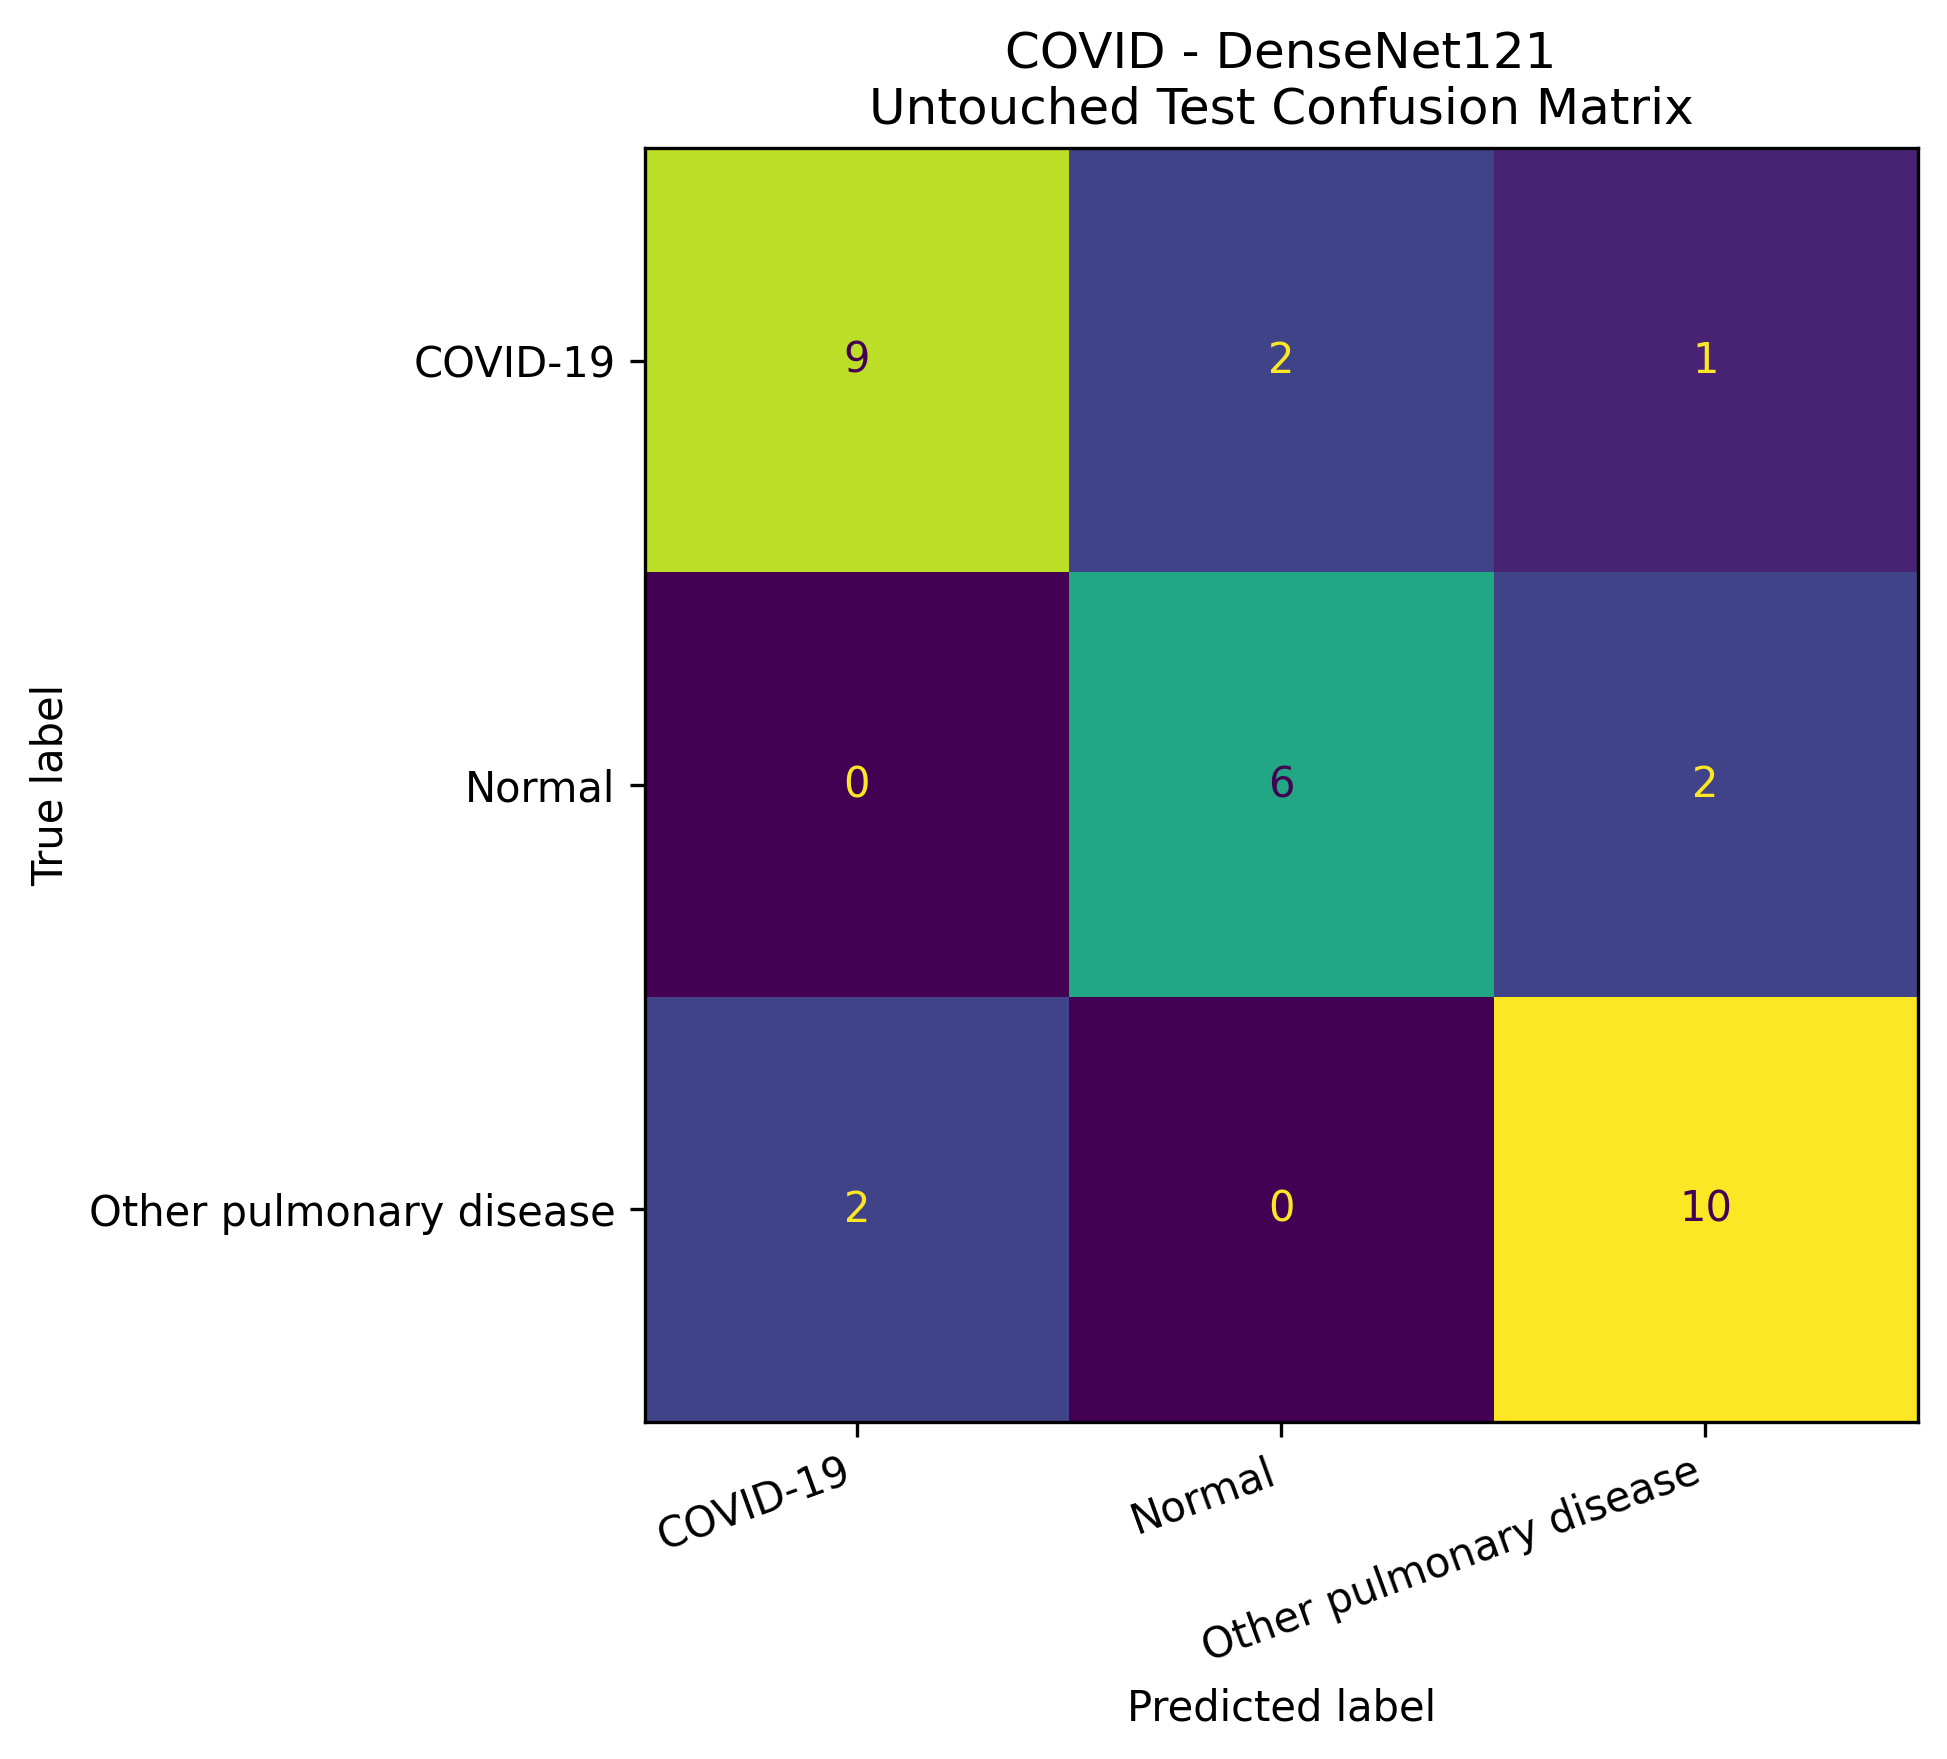 COVID - DenseNet121
Untouched Test Confusion Matrix
True label
COVID-19
9
2
1
Normal
0
6
2
Other pulmonary disease
2
0
10
COVID-19
Normal
Other pulmonary disease
Predicted label